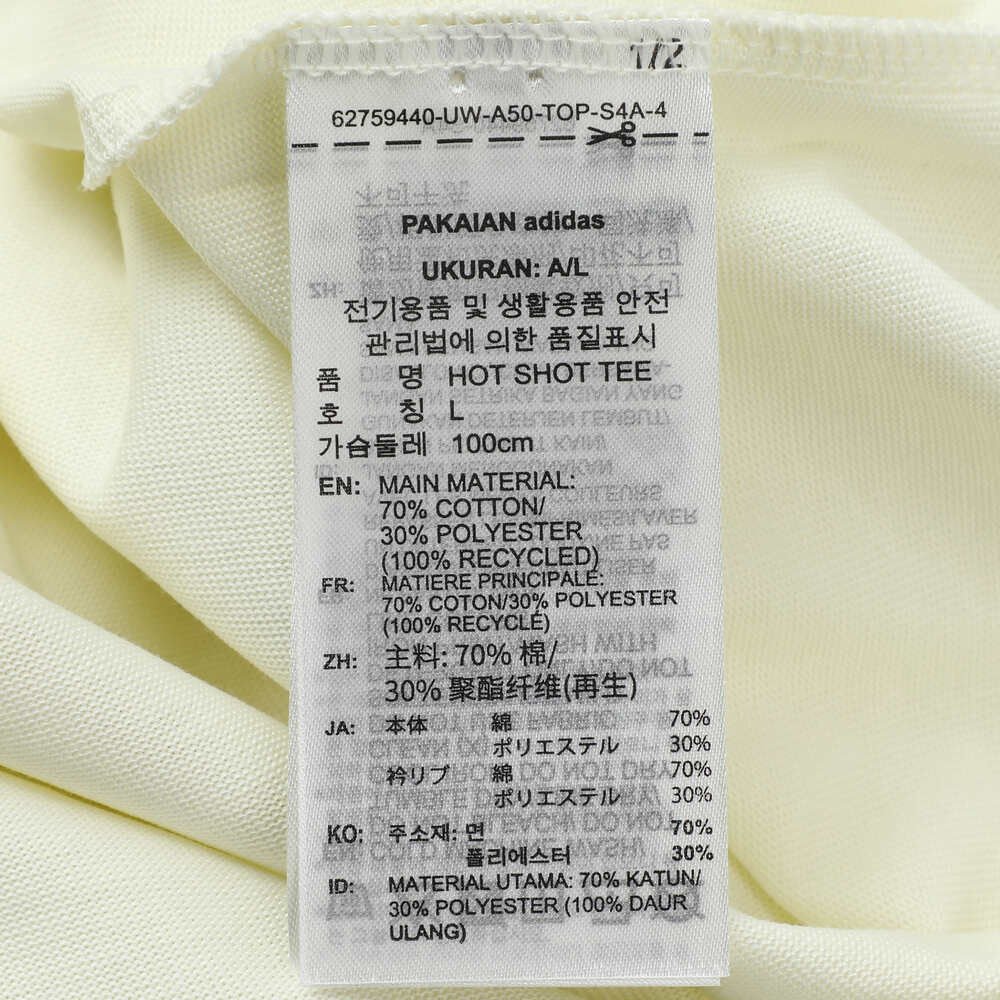 1/2
62759440-UW-A50-TOP-S4A-4
PAKAIAN adidas
UKURAN: A/L
전기용품 및 생활용품 안전
관리법에 의한 품질표시
품 명 HOT SHOT TEE
호 칭 L
가슴둘레 100cm
EN: MAIN MATERIAL:
70% COTTON/
30% POLYESTER
(100% RECYCLED)
FR: MATIERE PRINCIPALE:
70% COTON/30% POLYESTER
(100% RECYCLÉ)
ZH: 主料: 70% 棉/
30% 聚酯纤维(再生)
JA: 本体 綿 70%
ポリエステル 30%
衿リブ 綿 70%
ポリエステル 30%
KO: 주소재: 면 70%
폴리에스터 30%
ID: MATERIAL UTAMA: 70% KATUN/
30% POLYESTER (100% DAUR
ULANG)